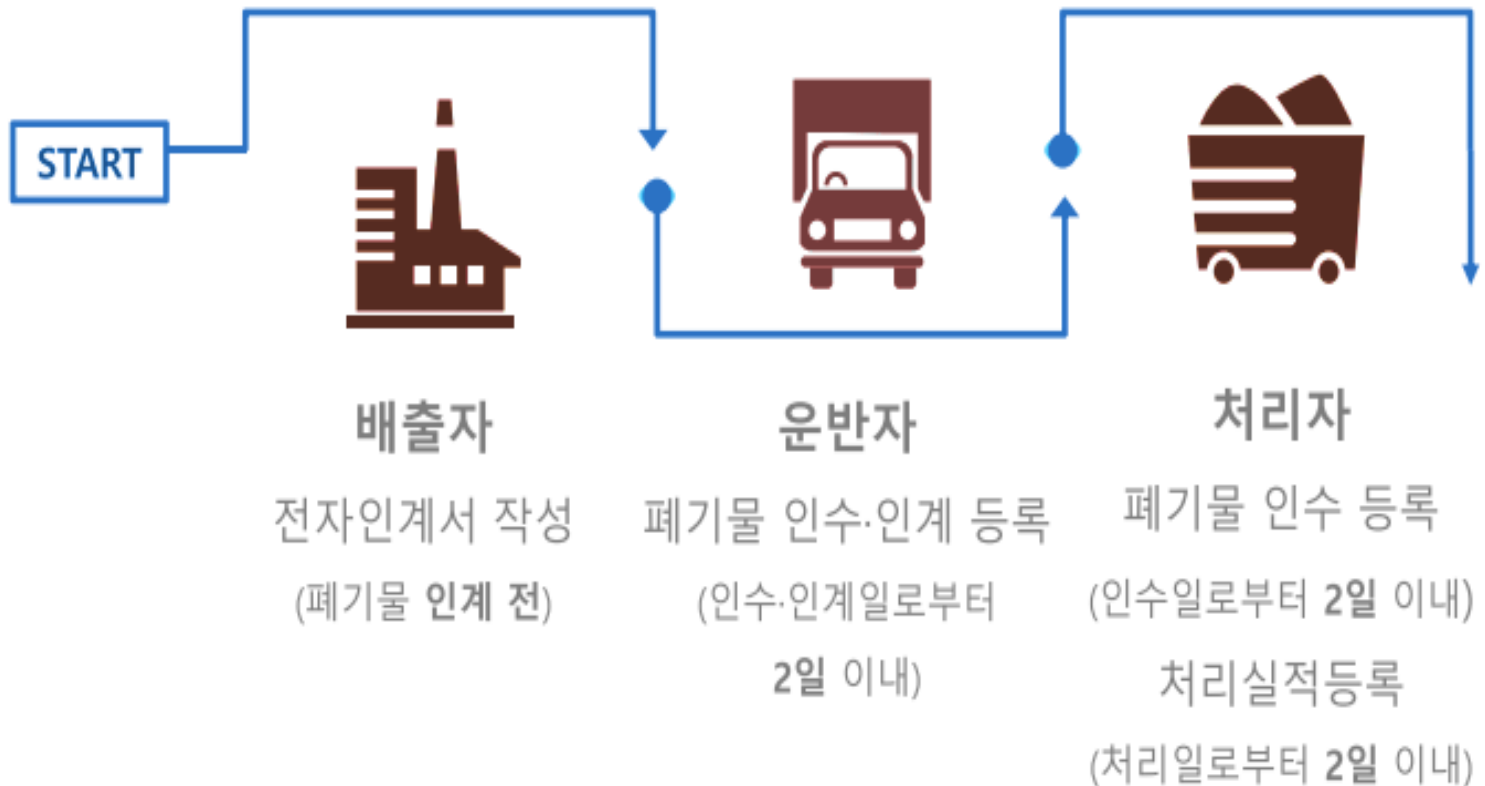 START
배출자
전자인계서 작성
(폐기물 인계 전)
운반자
폐기물 인수·인계 등록
(인수·인계일로부터
2일 이내)
처리자
폐기물 인수 등록
(인수일로부터 2일 이내)
처리실적등록
(처리일로부터 2일 이내)